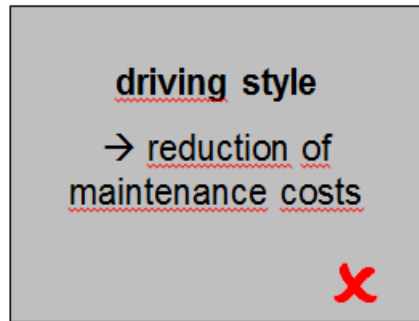 driving style
→ reduction of
maintenance costs